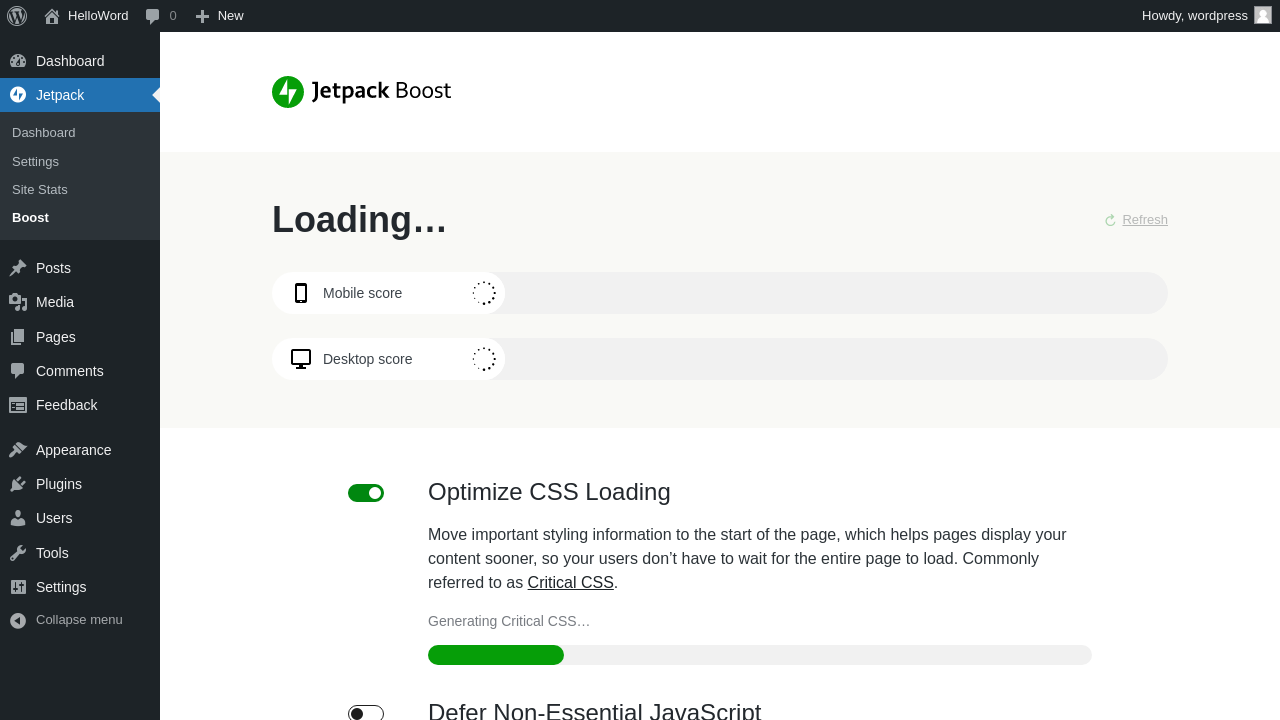 HelloWord
0
New
Howdy, wordpress
Dashboard
Jetpack
Dashboard
Settings
Site Stats
Boost
Posts
Media
Pages
Comments
Feedback
Appearance
Plugins
Users
Tools
Settings
Collapse menu
Jetpack Boost
Loading…
Refresh
Mobile score
Desktop score
Optimize CSS Loading
Move important styling information to the start of the page, which helps pages display your
content sooner, so your users don’t have to wait for the entire page to load. Commonly
referred to as Critical CSS.
Generating Critical CSS…
Defer Non-Essential JavaScript